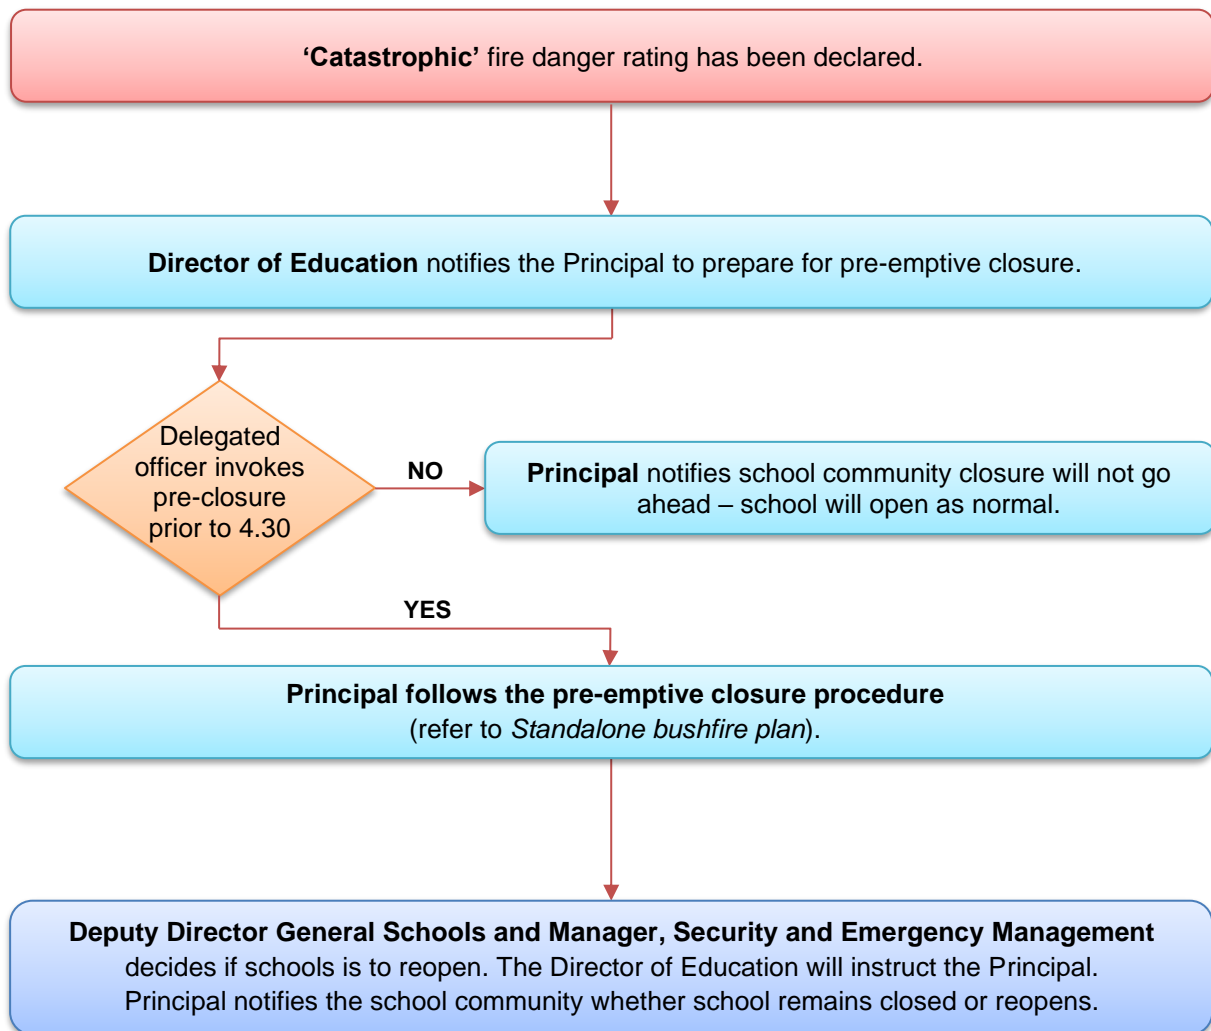 ‘Catastrophic’ fire danger rating has been declared.
Director of Education notifies the Principal to prepare for pre-emptive closure.
Delegated
officer invokes
pre-closure
prior to 4.30
NO
Principal notifies school community closure will not go
ahead – school will open as normal.
YES
Principal follows the pre-emptive closure procedure
(refer to Standalone bushfire plan).
Deputy Director General Schools and Manager, Security and Emergency Management
decides if schools is to reopen. The Director of Education will instruct the Principal.
Principal notifies the school community whether school remains closed or reopens.